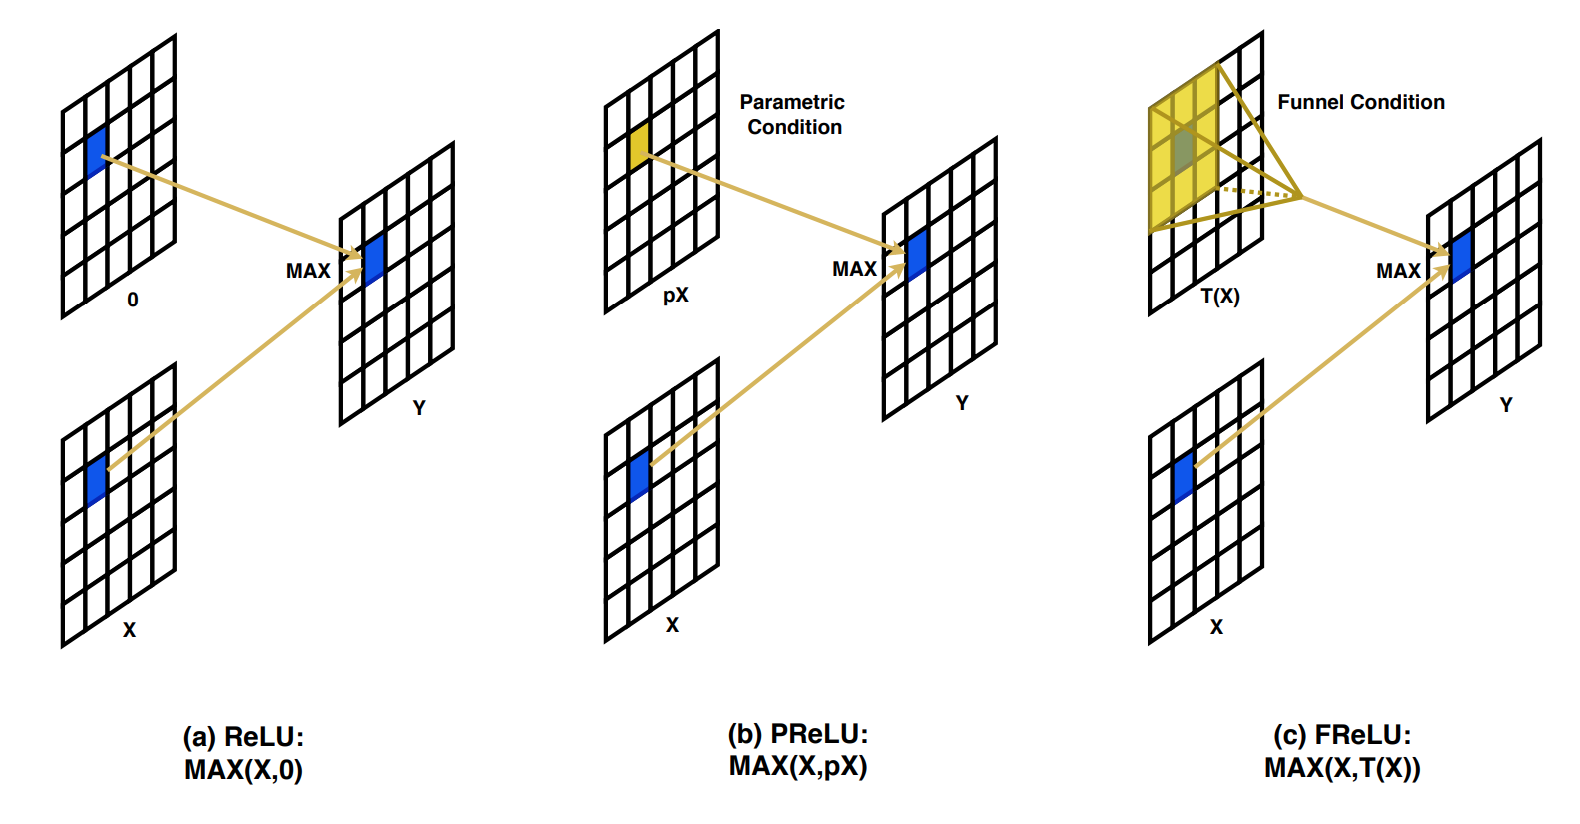 0
MAX
Y
X
(a) ReLU:
MAX(X,0)
Parametric
Condition
pX
MAX
Y
X
(b) PReLU:
MAX(X,pX)
Funnel Condition
T(X)
MAX
Y
X
(c) FReLU:
MAX(X,T(X))